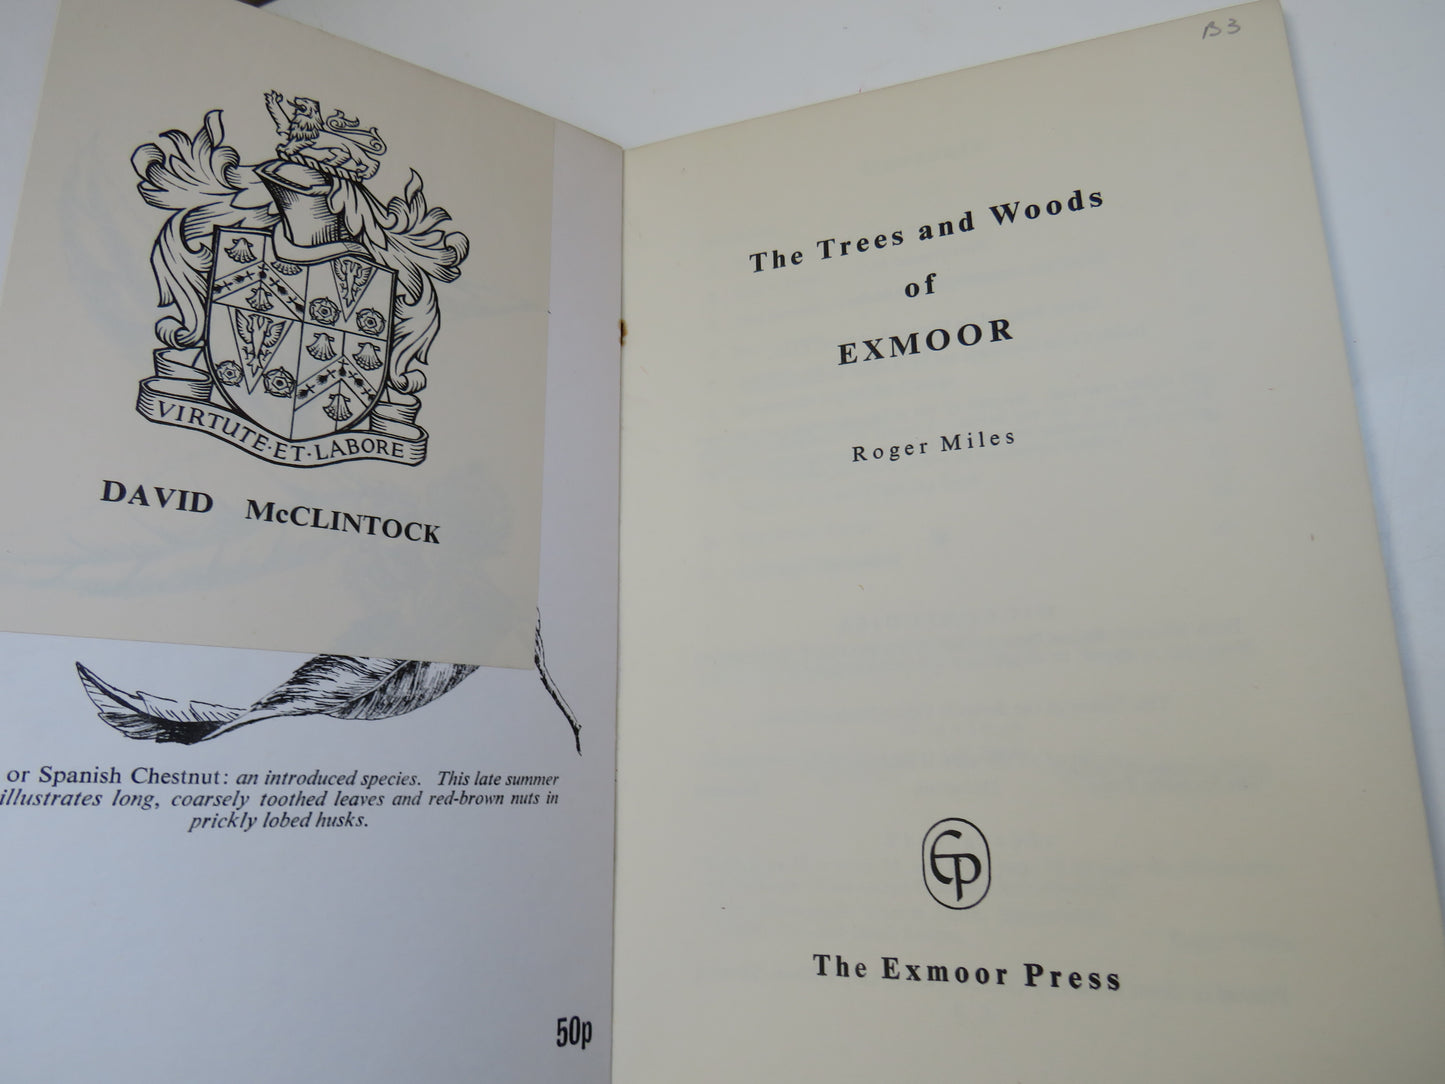 VIRTUTE·ET·LABORE
DAVID McCLINTOCK
or Spanish Chestnut: an introduced species. This late summer
illustrates long, coarsely toothed leaves and red-brown nuts in
prickly lobed husks.
50p
B3
The Trees and Woods
of
EXMOOR
Roger Miles
EP
The Exmoor Press